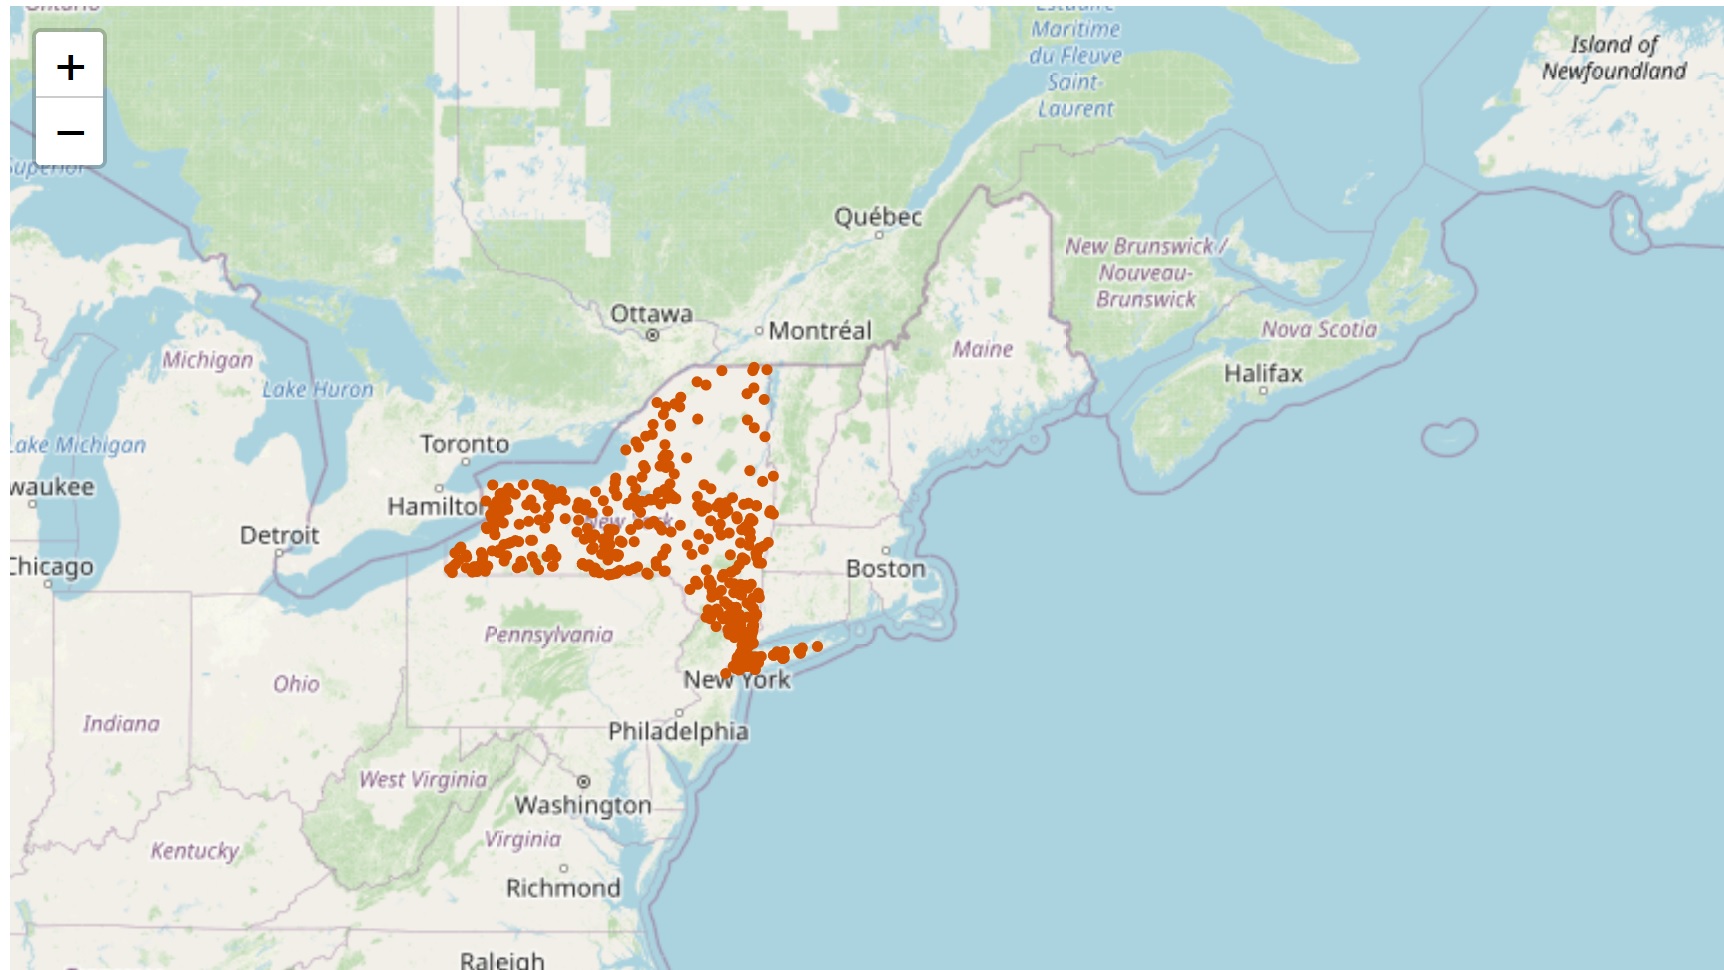 Ontario
+
−
Superior
Estuaire
Maritime
du Fleuve
Saint-
Laurent
Island of
Newfoundland
Québec
New Brunswick /
Nouveau-
Brunswick
Ottawa
Montréal
Nova Scotia
Maine
Michigan
Halifax
Lake Huron
Lake Michigan
Toronto
waukee
Hamilton
New York
Detroit
Chicago
Boston
Pennsylvania
New York
Ohio
Indiana
Philadelphia
West Virginia
Washington
Virginia
Kentucky
Richmond
Raleigh